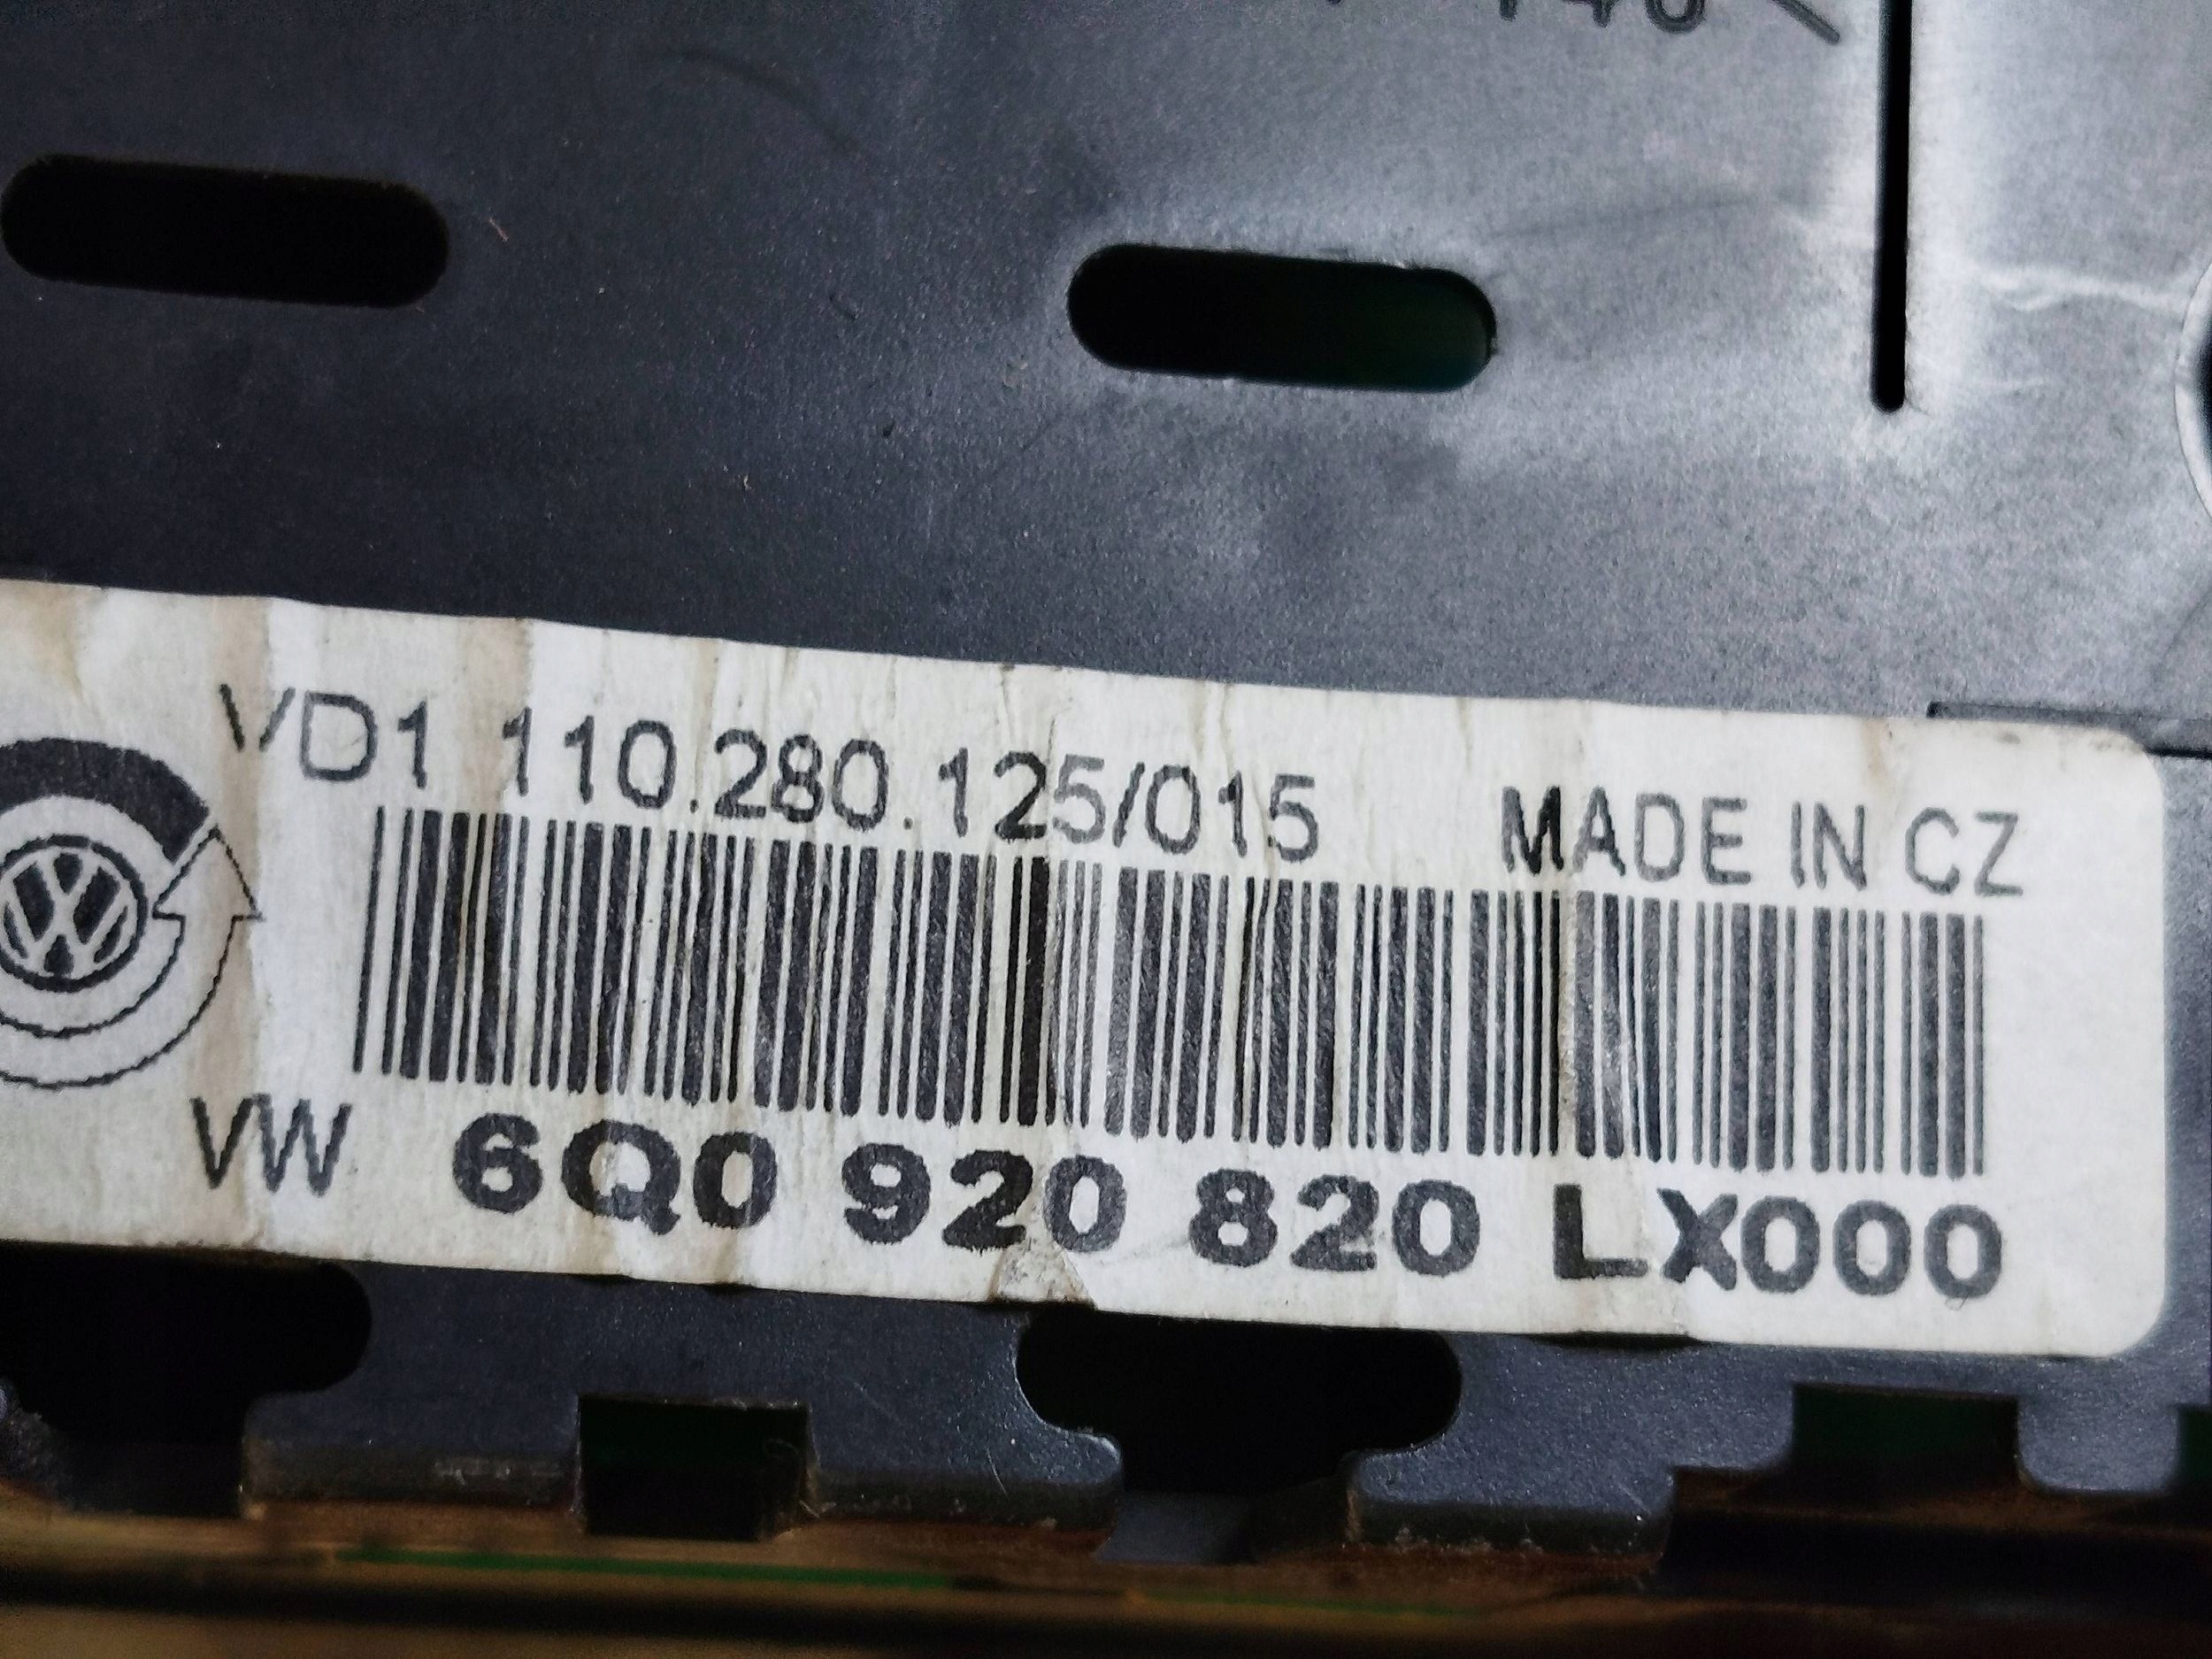 VD1 110.280.125/015 MADE IN CZ
VW 6Q0 920 820 LX000